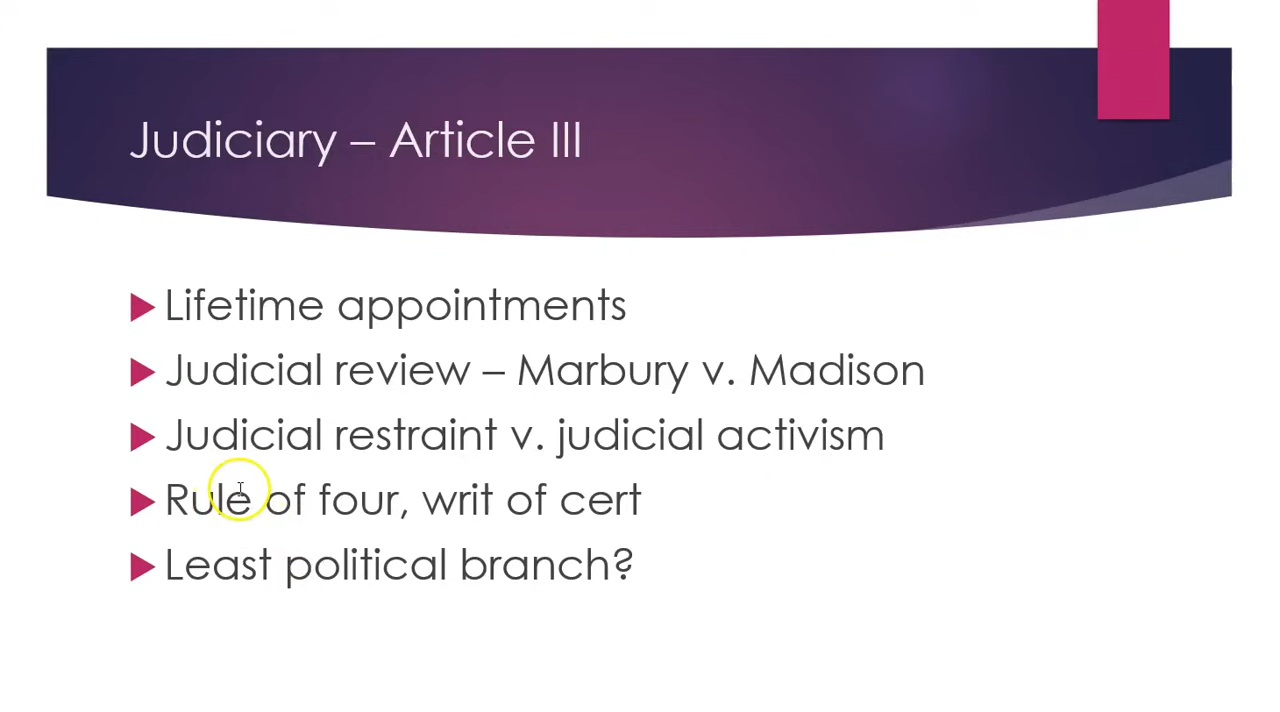 Judiciary – Article III
Lifetime appointments
Judicial review – Marbury v. Madison
Judicial restraint v. judicial activism
Rule of four, writ of cert
Least political branch?